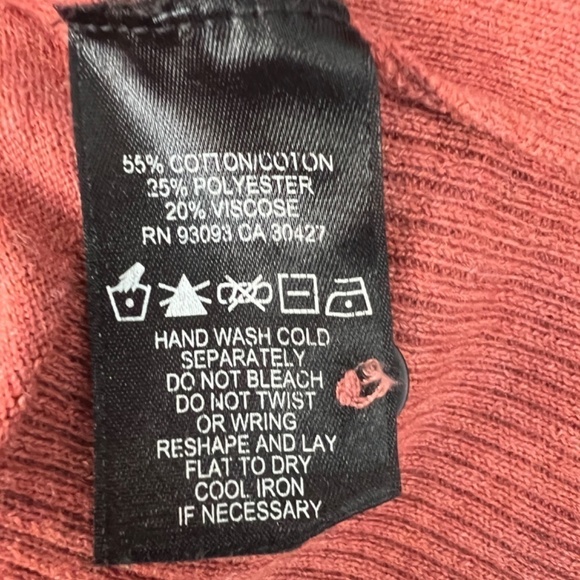 55% COTTON/COTON
25% POLYESTER
20% VISCOSE
RN 93093 CA 30427
HAND WASH COLD
SEPARATELY
DO NOT BLEACH
DO NOT TWIST
OR WRING
RESHAPE AND LAY
FLAT TO DRY
COOL IRON
IF NECESSARY